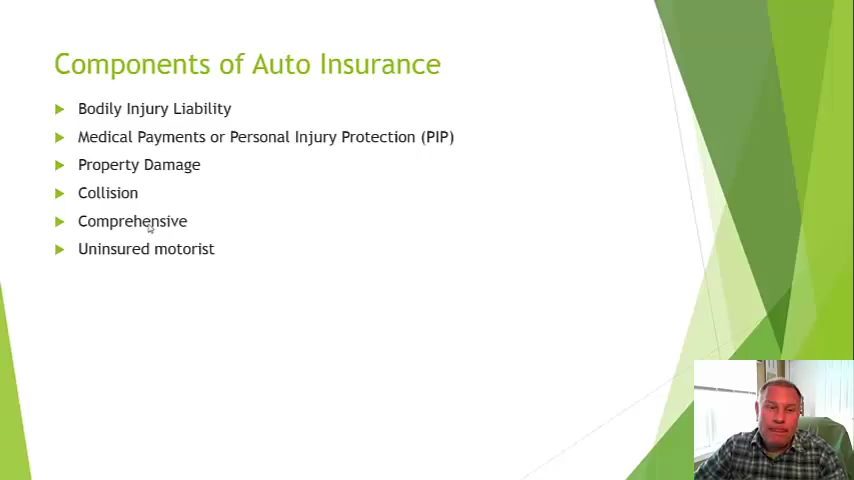 Components of Auto Insurance
Bodily Injury Liability
Medical Payments or Personal Injury Protection (PIP)
Property Damage
Collision
Comprehensive
Uninsured motorist